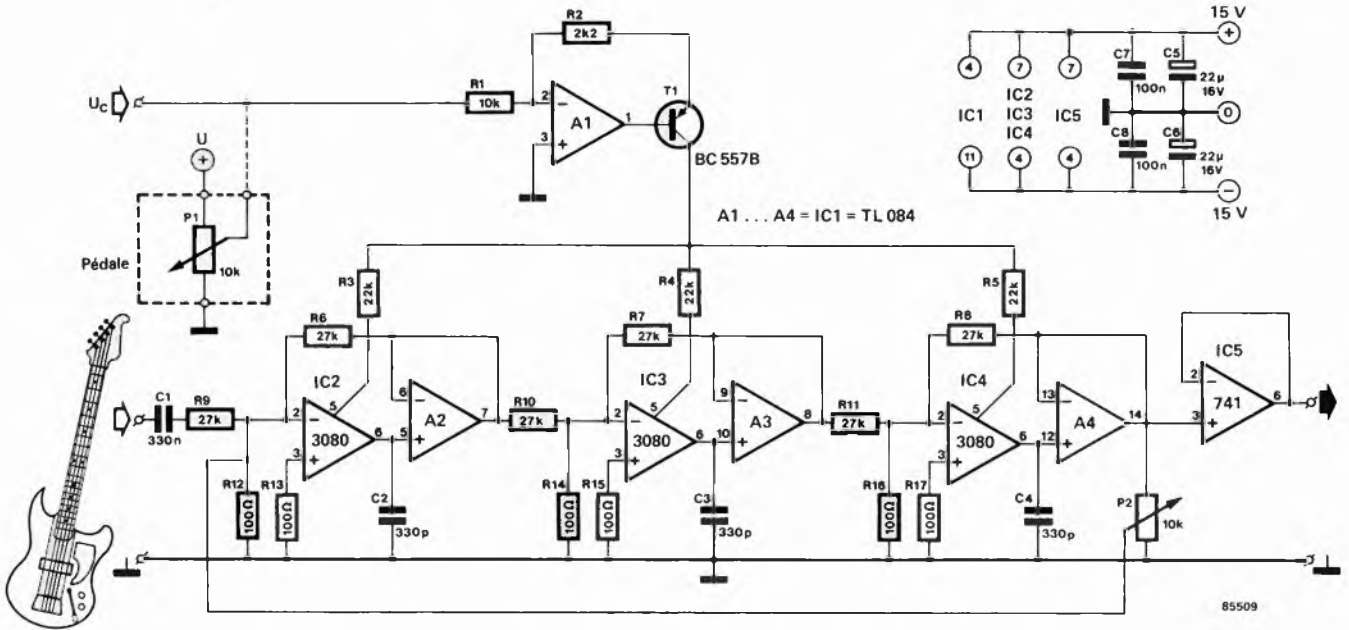 R2
2k2
15 V
+
Uc
R1
10k
2
−
3
+
A1
1
T1
BC 557B
4
7
7
C7
100n
C5
22µ
16V
IC1
IC2
IC3
IC4
IC5
0
11
4
4
C8
100n
C6
22µ
16V
−
15 V
U
+
P1
10k
Pédale
A1 . . . A4 = IC1 = TL 084
R3
22k
R4
22k
R5
22k
R6
27k
R7
27k
R8
27k
IC2
IC3
IC4
IC5
C1
330n
R9
27k
2
−
3
+
5
3080
6
6
−
5
+
A2
7
R10
27k
2
−
3
+
5
3080
6
9
−
10
+
A3
8
R11
27k
2
−
3
+
5
3080
6
13
−
12
+
A4
14
2
−
3
+
741
6
R12
100Ω
R13
100Ω
C2
330p
R14
100Ω
R15
100Ω
C3
330p
R16
100Ω
R17
100Ω
C4
330p
P2
10k
85509